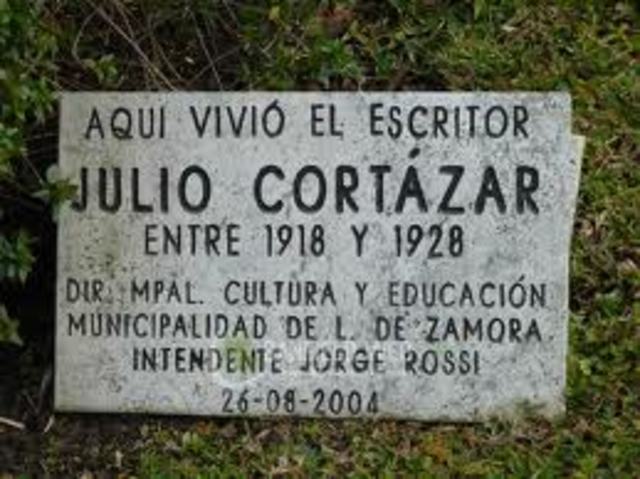 AQUI VIVIÓ EL ESCRITOR
JULIO CORTÁZAR
ENTRE 1918 Y 1928
DIR. MPAL. CULTURA Y EDUCACIÓN
MUNICIPALIDAD DE L. DE ZAMORA
INTENDENTE JORGE ROSSI
26-08-2004